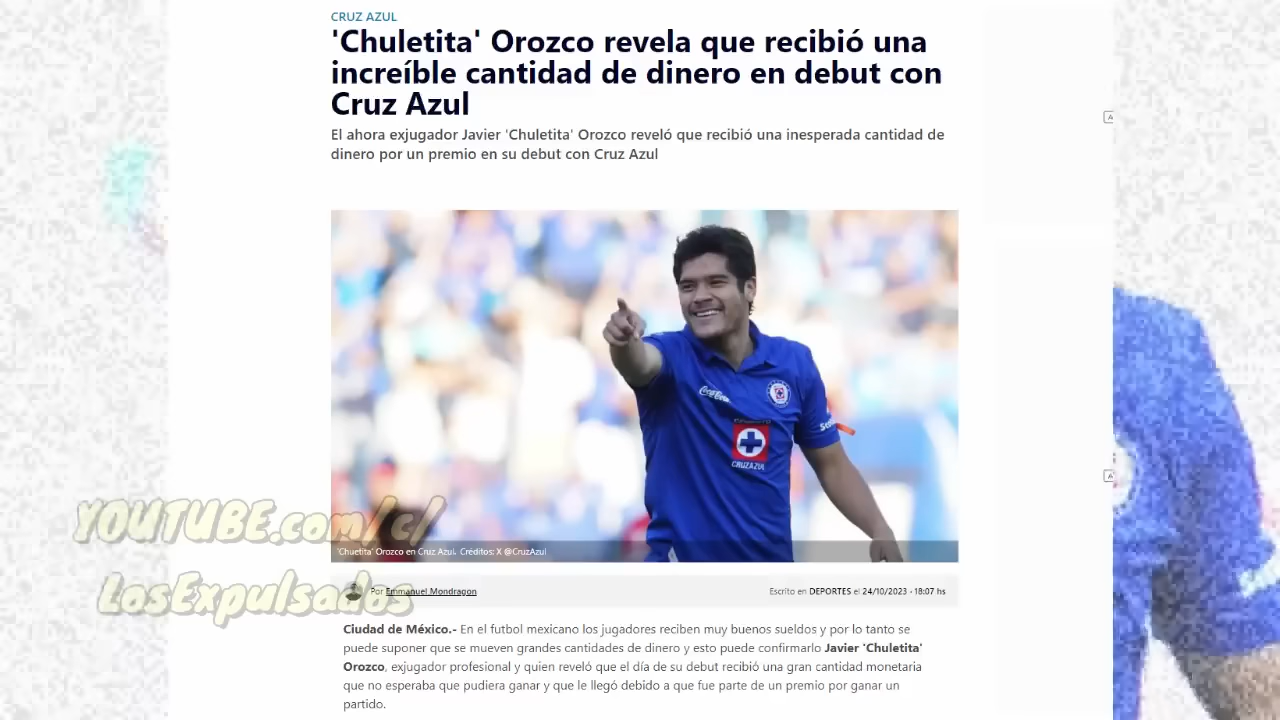 CRUZ AZUL
'Chuletita' Orozco revela que recibió una
increíble cantidad de dinero en debut con
Cruz Azul
El ahora exjugador Javier 'Chuletita' Orozco reveló que recibió una inesperada cantidad de
dinero por un premio en su debut con Cruz Azul
Coca-Cola
CRUZ AZUL
YOUTUBE.com/c/
LosExpulsados
'Chuetita' Orozco en Cruz Azul. Créditos: X @CruzAzul
Por Emmanuel Mondragon
Escrito en DEPORTES el 24/10/2023 · 18:07 hs
Ciudad de México.- En el futbol mexicano los jugadores reciben muy buenos sueldos y por lo tanto se
puede suponer que se mueven grandes cantidades de dinero y esto puede confirmarlo Javier 'Chuletita'
Orozco, exjugador profesional y quien reveló que el día de su debut recibió una gran cantidad monetaria
que no esperaba que pudiera ganar y que le llegó debido a que fue parte de un premio por ganar un
partido.